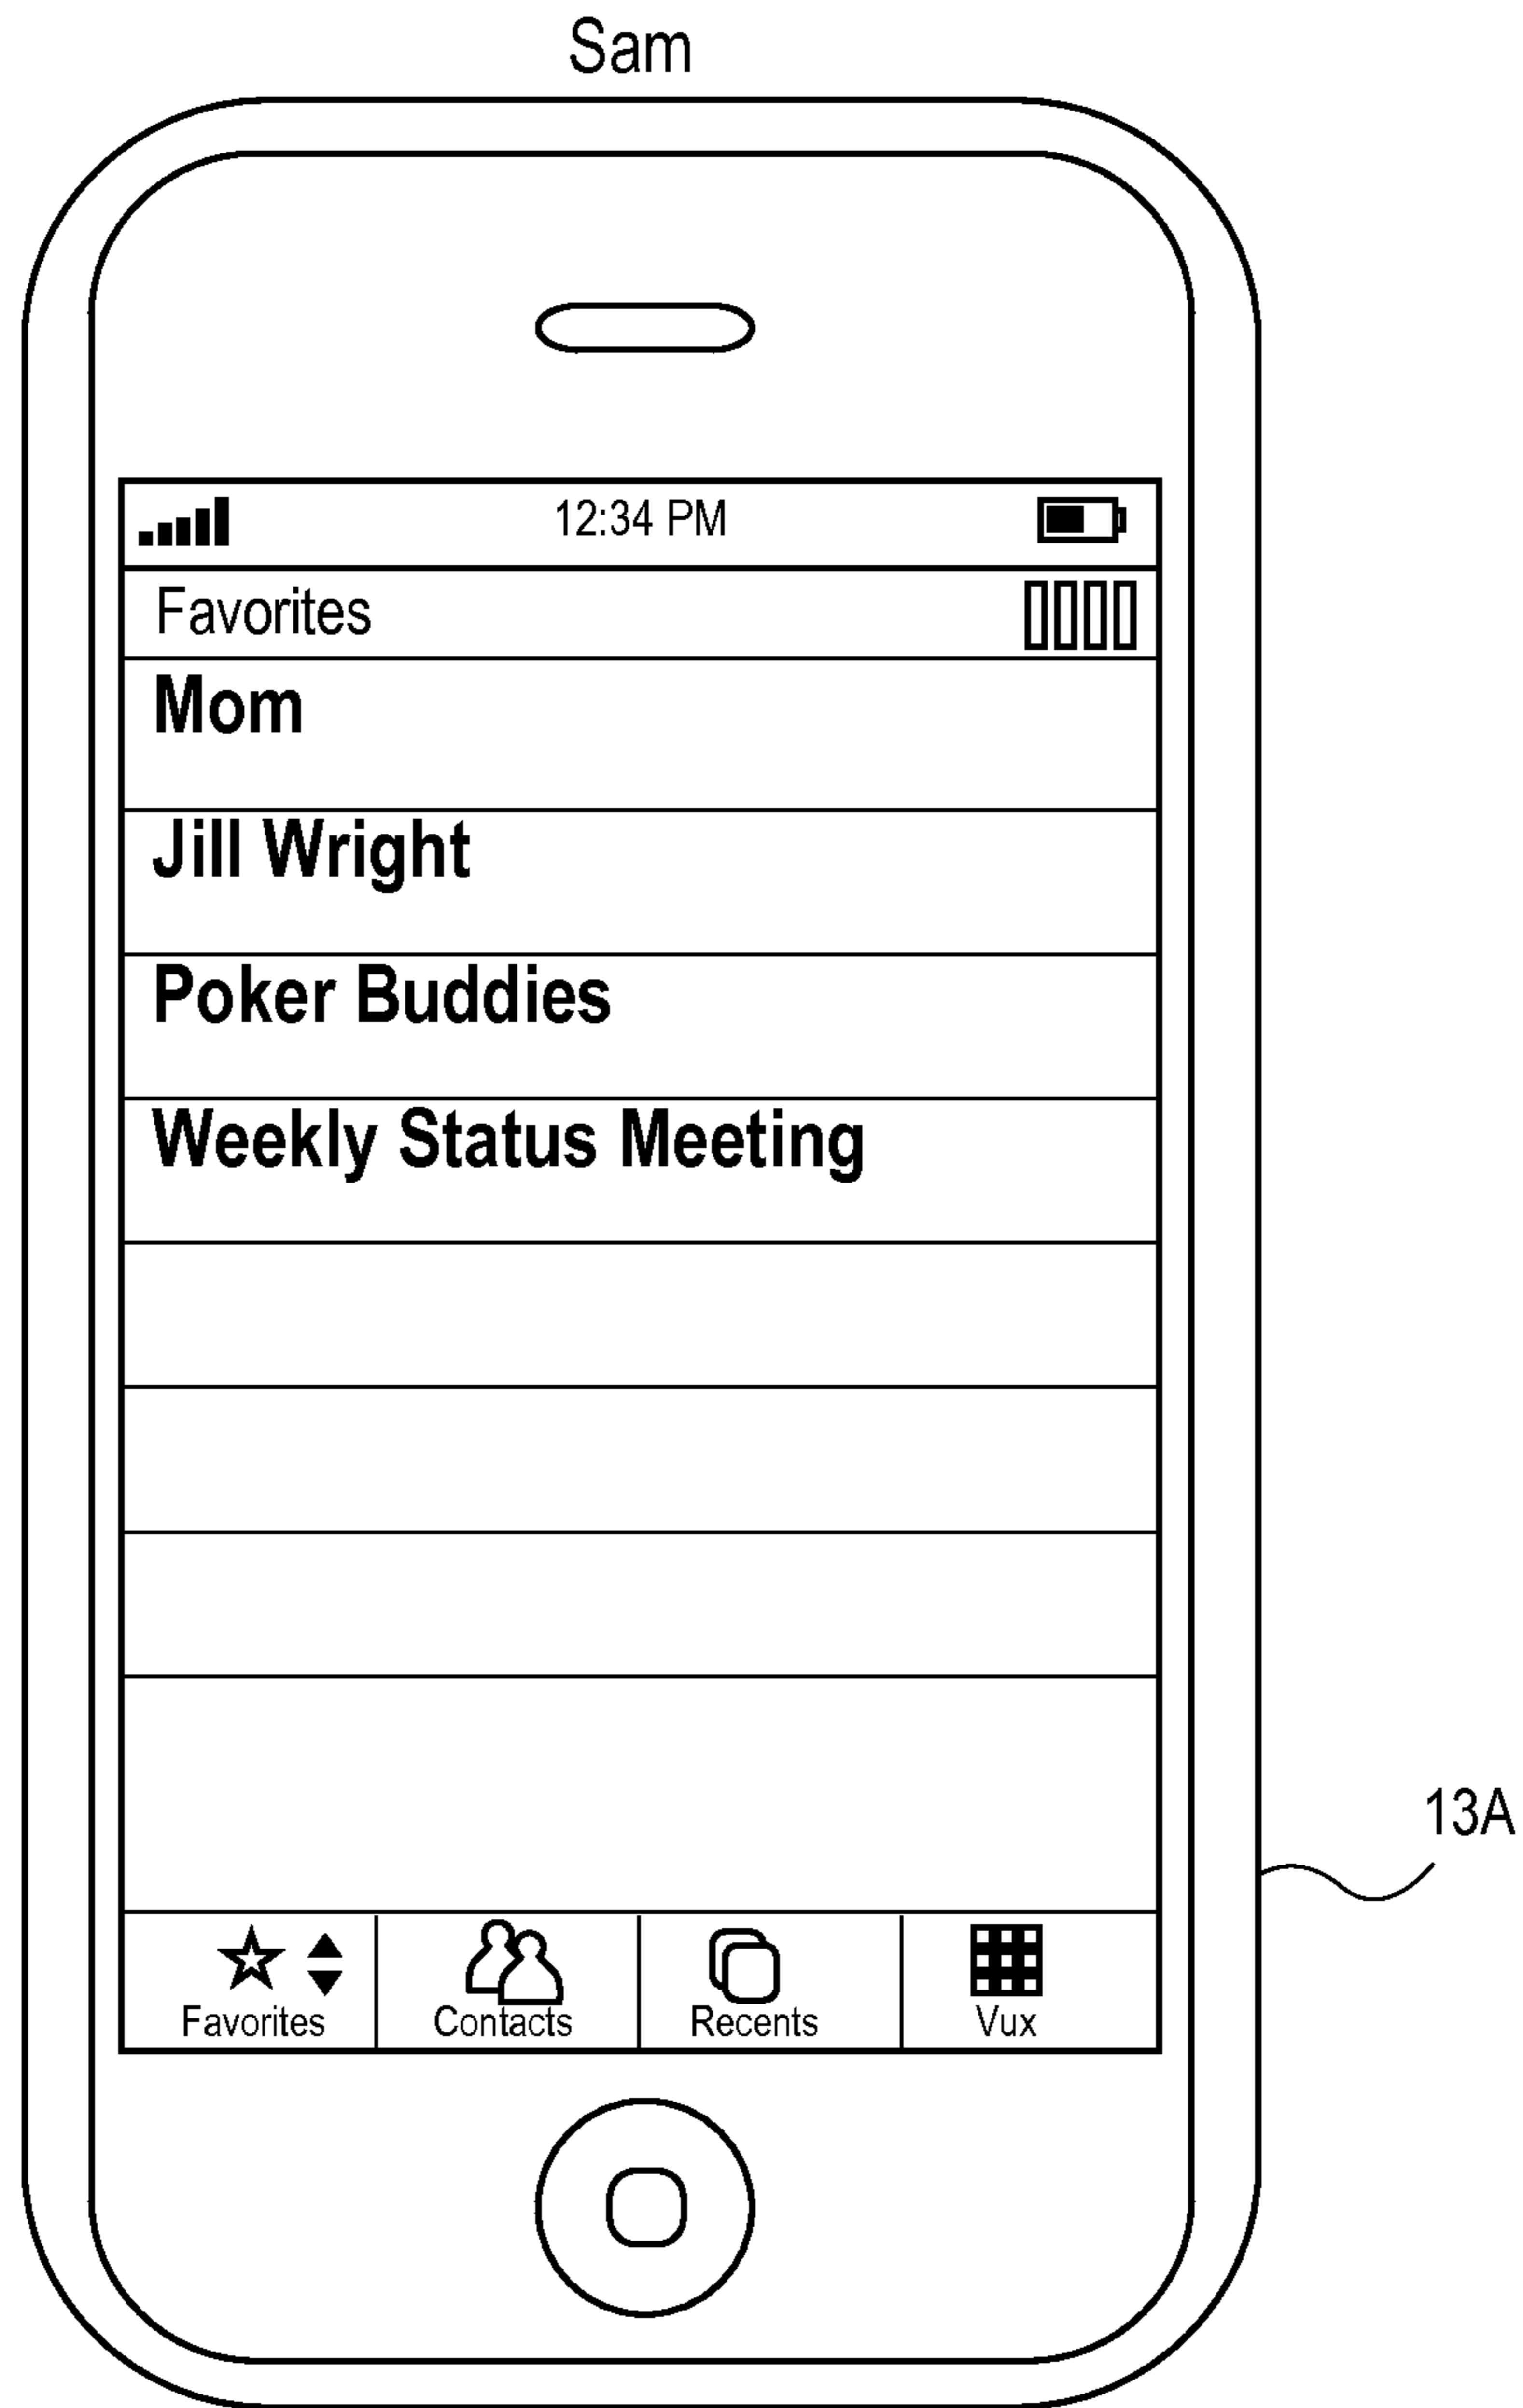 Sam
12:34 PM
Favorites
Mom
Jill Wright
Poker Buddies
Weekly Status Meeting
13A
Favorites Contacts Recents Vux